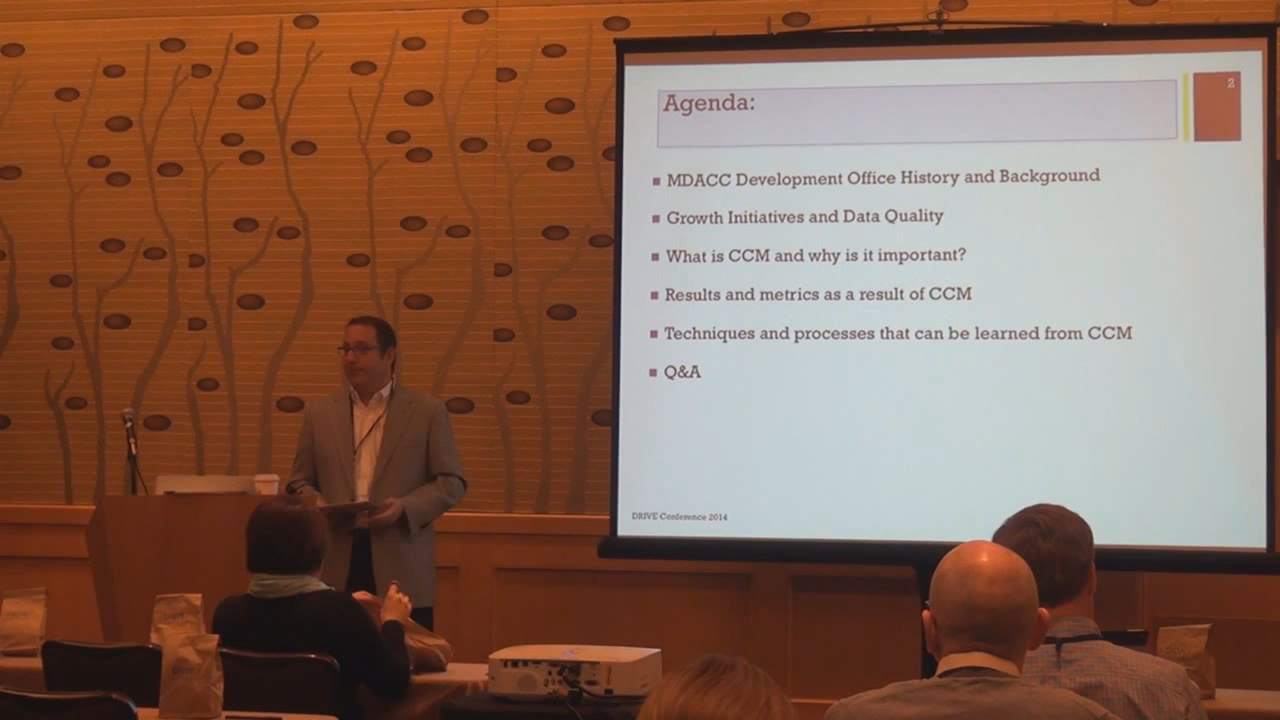 2
Agenda:
MDACC Development Office History and Background
Growth Initiatives and Data Quality
What is CCM and why is it important?
Results and metrics as a result of CCM
Techniques and processes that can be learned from CCM
Q&A
DRIVE Conference 2014